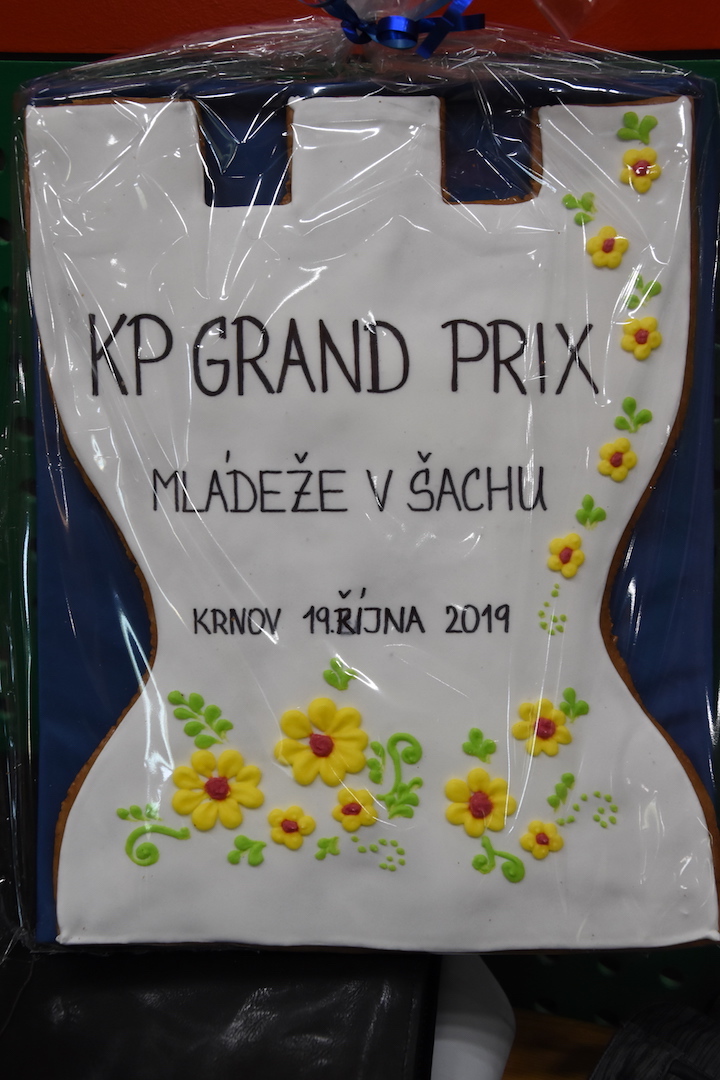 KP GRAND PRIX
MLÁDEŽE V ŠACHU
KRNOV 19.ŘÍJNA 2019